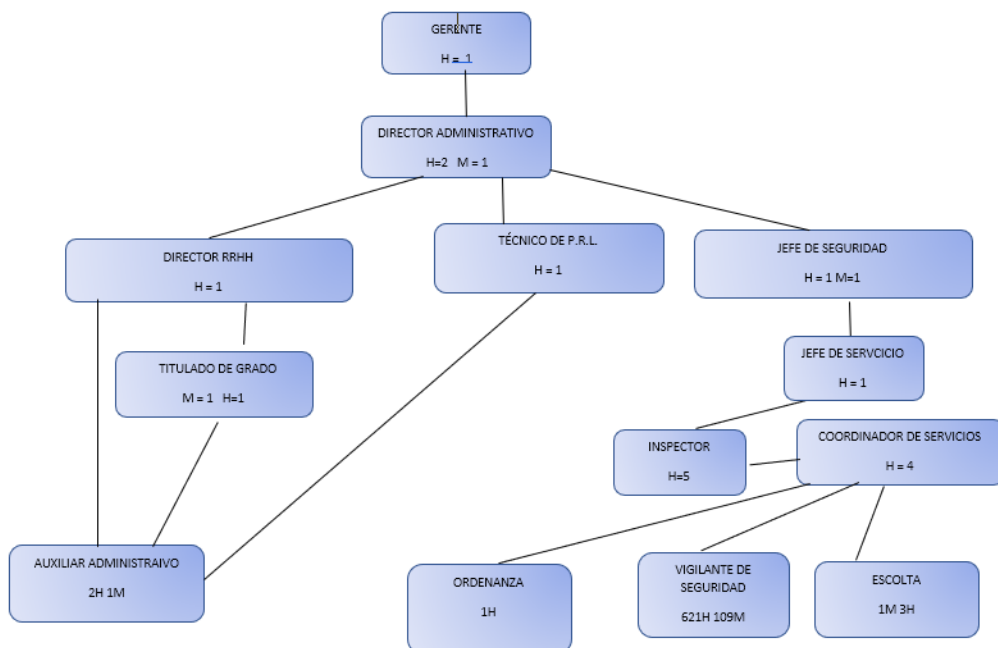 GERENTE
H = 1
DIRECTOR ADMINISTRATIVO
H=2 M = 1
DIRECTOR RRHH
H = 1
TÉCNICO DE P.R.L.
H = 1
JEFE DE SEGURIDAD
H = 1 M=1
TITULADO DE GRADO
M = 1 H=1
JEFE DE SERVCICIO
H = 1
INSPECTOR
H=5
COORDINADOR DE SERVICIOS
H = 4
AUXILIAR ADMINISTRAIVO
2H 1M
ORDENANZA
1H
VIGILANTE DE
SEGURIDAD
621H 109M
ESCOLTA
1M 3H